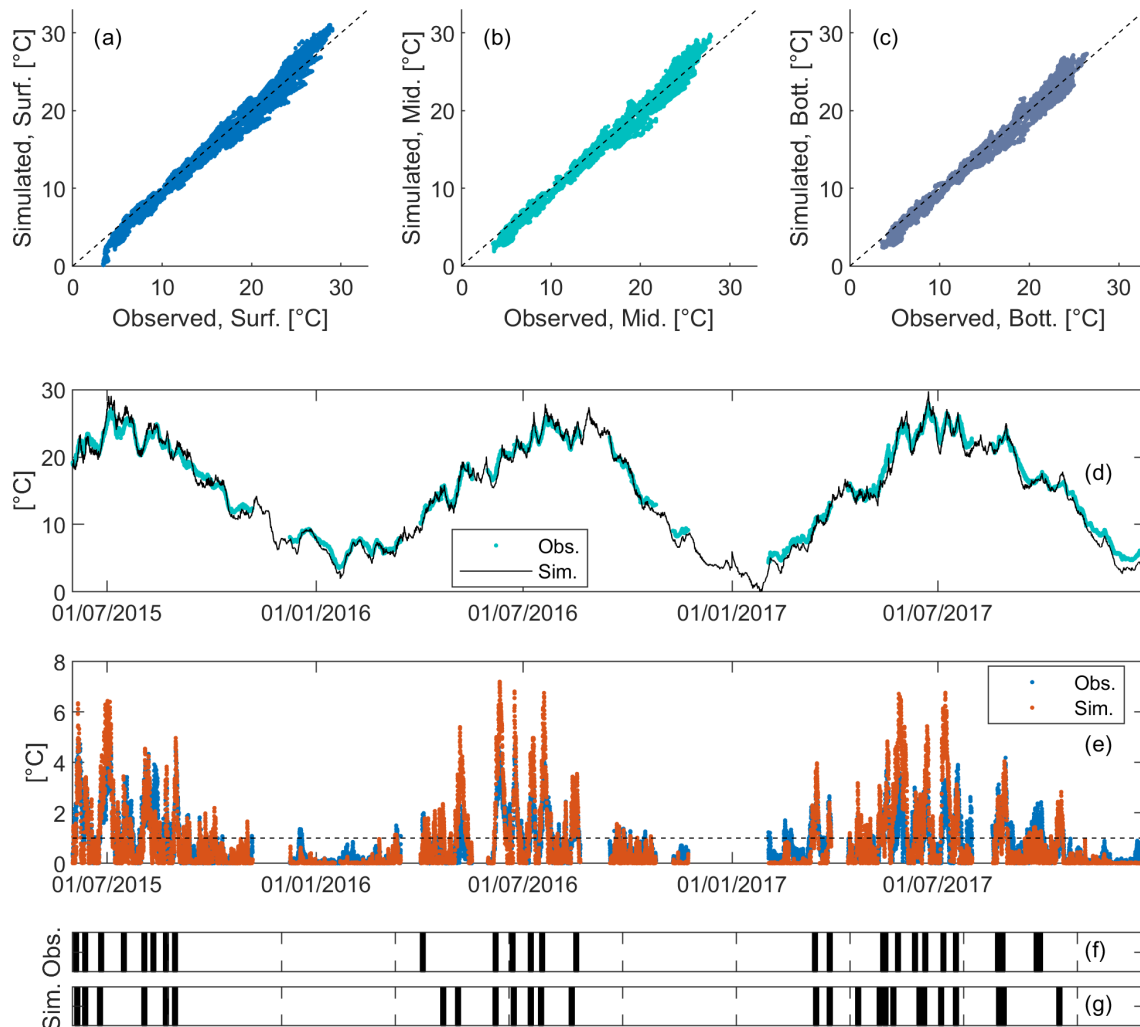 (a)
Simulated, Surf. [°C]
30
20
10
0
0
10
20
30
Observed, Surf. [°C]
(b)
Simulated, Mid. [°C]
30
20
10
0
0
10
20
30
Observed, Mid. [°C]
(c)
Simulated, Bott. [°C]
30
20
10
0
0
10
20
30
Observed, Bott. [°C]
[°C]
30
20
10
0
(d)
Obs.
Sim.
01/07/2015
01/01/2016
01/07/2016
01/01/2017
01/07/2017
[°C]
8
6
4
2
0
Obs.
Sim.
(e)
01/07/2015
01/01/2016
01/07/2016
01/01/2017
01/07/2017
Obs.
(f)
Sim.
(g)